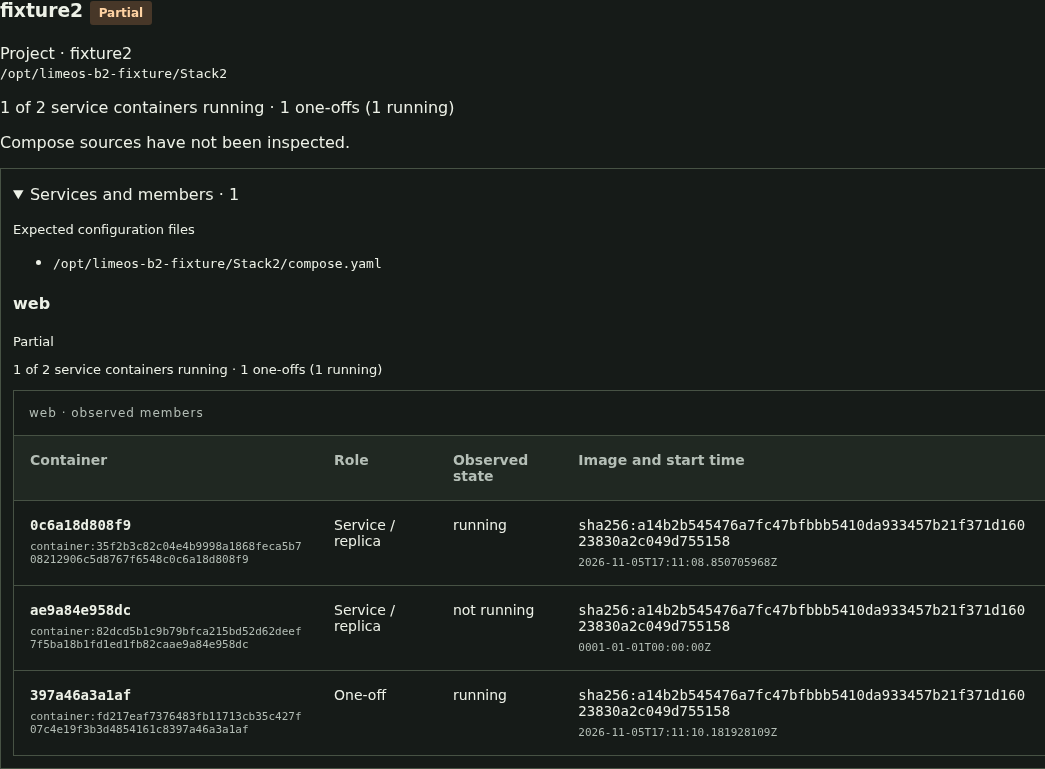 fixture2 Partial
Project · fixture2
/opt/limeos-b2-fixture/Stack2
1 of 2 service containers running · 1 one-offs (1 running)
Compose sources have not been inspected.
▼ Services and members · 1
Expected configuration files
• /opt/limeos-b2-fixture/Stack2/compose.yaml
web
Partial
1 of 2 service containers running · 1 one-offs (1 running)
web · observed members
Container Role Observed state Image and start time
0c6a18d808f9
container:35f2b3c82c04e4b9998a1868feca5b7
08212906c5d8767f6548c0c6a18d808f9
Service /
replica
running
sha256:a14b2b545476a7fc47bfbbb5410da933457b21f371d160
23830a2c049d755158
2026-11-05T17:11:08.850705968Z
ae9a84e958dc
container:82dcd5b1c9b79bfca215bd52d62deef
7f5ba18b1fd1ed1fb82caae9a84e958dc
Service /
replica
not running
sha256:a14b2b545476a7fc47bfbbb5410da933457b21f371d160
23830a2c049d755158
0001-01-01T00:00:00Z
397a46a3a1af
container:fd217eaf7376483fb11713cb35c427f
07c4e19f3b3d4854161c8397a46a3a1af
One-off
running
sha256:a14b2b545476a7fc47bfbbb5410da933457b21f371d160
23830a2c049d755158
2026-11-05T17:11:10.181928109Z